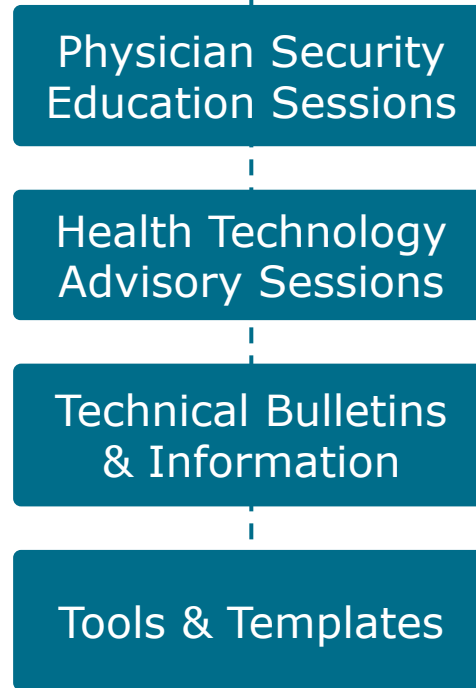 Physician Security
Education Sessions
Health Technology
Advisory Sessions
Technical Bulletins
& Information
Tools & Templates